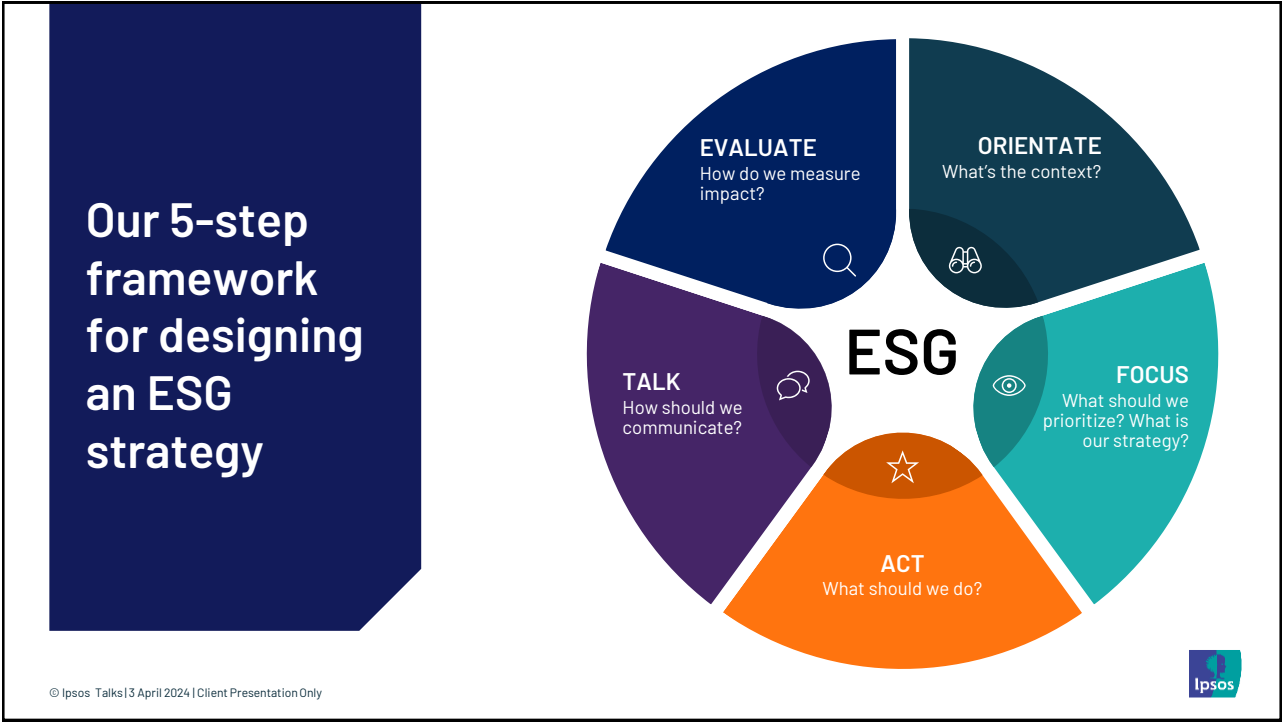 Our 5-step
framework
for designing
an ESG
strategy
EVALUATE
How do we measure
impact?
ORIENTATE
What's the context?
ESG
TALK
How should we
communicate?
FOCUS
What should we
prioritize? What is
our strategy?
ACT
What should we do?
© Ipsos Talks | 3 April 2024 | Client Presentation Only
Ipsos